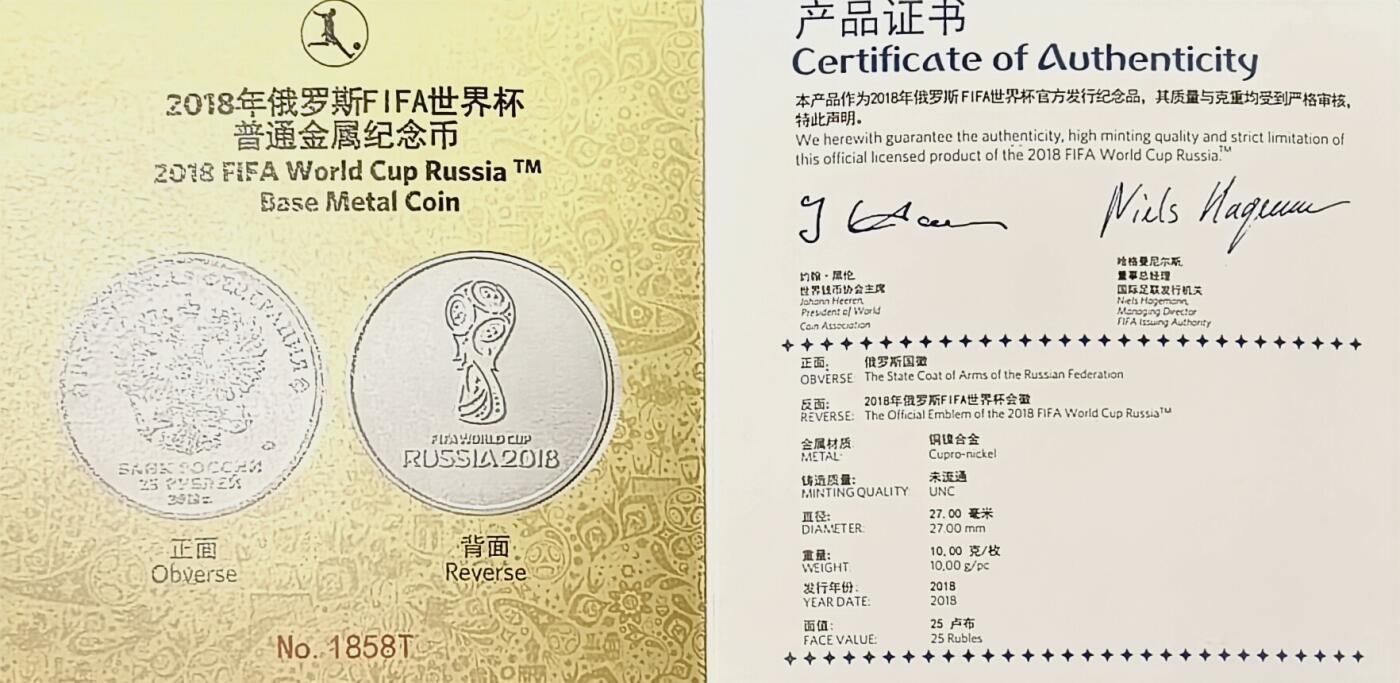 2018年俄罗斯FIFA世界杯
普通金属纪念币
2018 FIFA World Cup Russia™
Base Metal Coin
РОССИЙСКАЯ ФЕДЕРАЦИЯ
БАНК РОССИИ
25 РУБЛЕЙ
2018 г.
FIFA WORLD CUP
RUSSIA 2018
正面
Obverse
背面
Reverse
No.1858T
产品证书
Certificate of Authenticity
本产品作为2018年俄罗斯FIFA世界杯官方发行纪念品，其质量与克重均受到严格审核，
特此声明。
We herewith guarantee the authenticity, high minting quality and strict limitation of
this official licensed product of the 2018 FIFA World Cup Russia.™
Niels Hagemann
约翰·凰伦
世界钱币协会主席
Johann Heeren,
President of World
Coin Association
哈格曼尼尔斯,
董事总经理
国际足联发行机关
Niels Hagemann,
Managing Director
FIFA Issuing Authority
正面: 俄罗斯国徽
OBVERSE: The State Coat of Arms of the Russian Federation
反面: 2018年俄罗斯FIFA世界杯会徽
REVERSE: The Official Emblem of the 2018 FIFA World Cup Russia™
金属材质: 铜镍合金
METAL: Cupro-nickel
铸造质量: 未流通
MINTING QUALITY: UNC
直径: 27.00 毫米
DIAMETER: 27.00 mm
重量: 10.00 克/枚
WEIGHT: 10.00 g/pc
发行年份: 2018
YEAR DATE: 2018
面值: 25 卢布
FACE VALUE: 25 Rubles